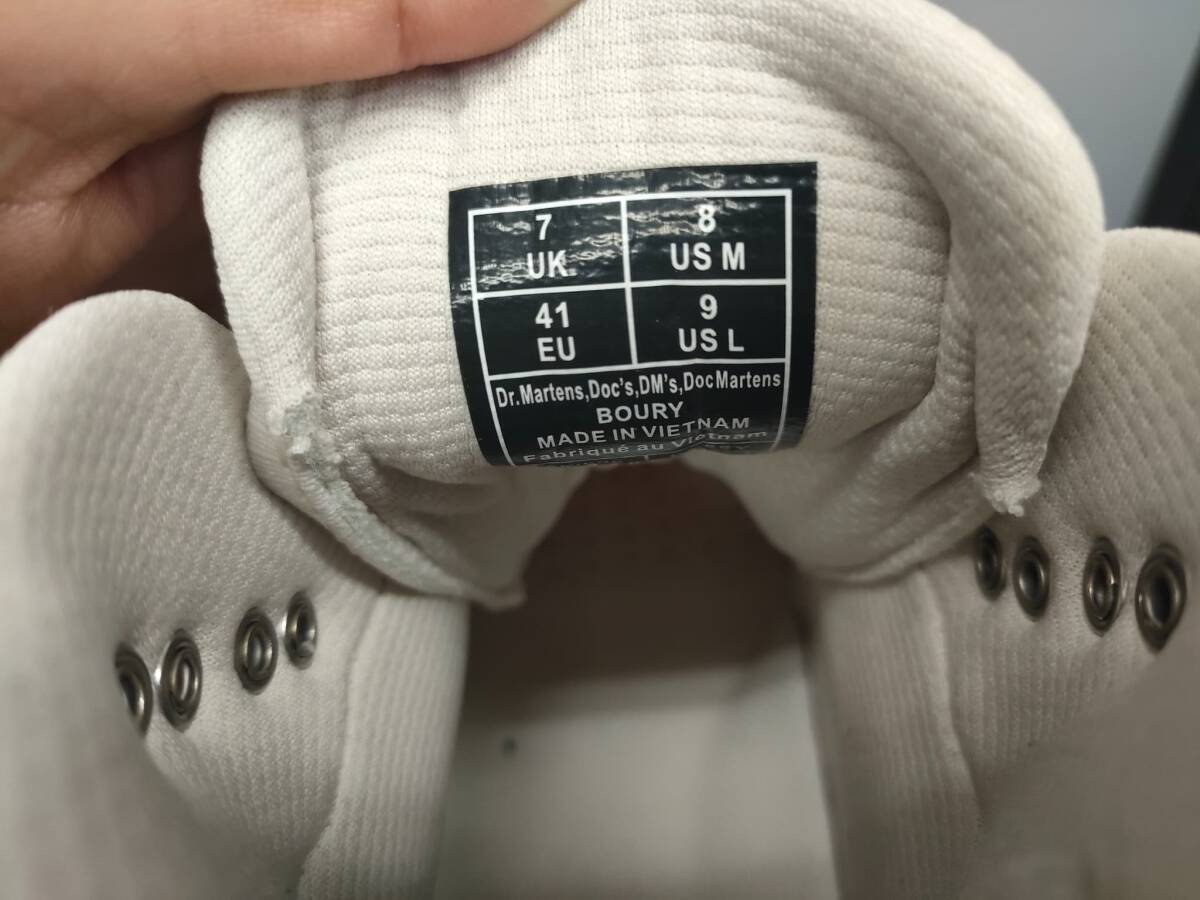 7
UK
8
US M
41
EU
9
US L
Dr.Martens,Doc's,DM's,DocMartens
BOURY
MADE IN VIETNAM
Fabriqué au Vietnam